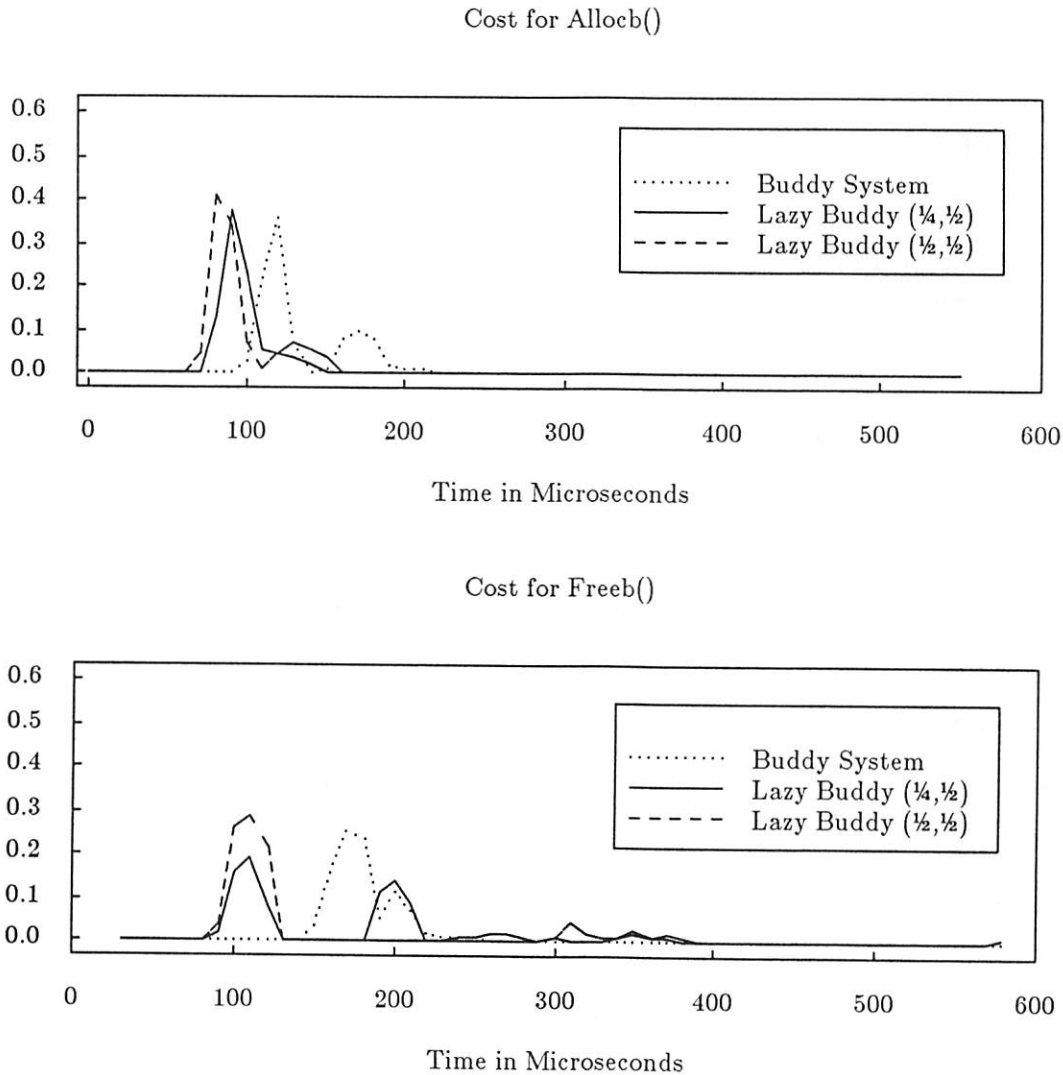 Cost for Allocb()
0.6
0.5
0.4
0.3
0.2
0.1
0.0
Buddy System
Lazy Buddy (¼,½)
Lazy Buddy (½,½)
0 100 200 300 400 500 600
Time in Microseconds
Cost for Freeb()
0.6
0.5
0.4
0.3
0.2
0.1
0.0
Buddy System
Lazy Buddy (¼,½)
Lazy Buddy (½,½)
0 100 200 300 400 500 600
Time in Microseconds